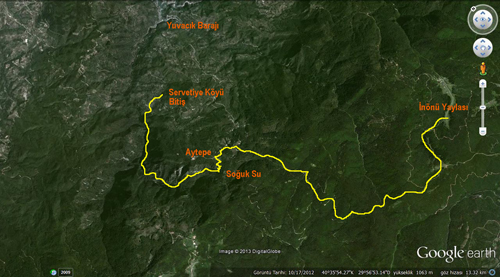 Yuvacık Barajı
Servetiye Köyü
Bitiş
İnönü Yaylası
Aytepe
Soğuk Su
Image © 2013 DigitalGlobe
Google earth
2009
Görüntü Tarihi: 10/17/2012 40°35'54.27"K 29°56'53.14"D yükseklik 1063 m göz hizası 13.32 km